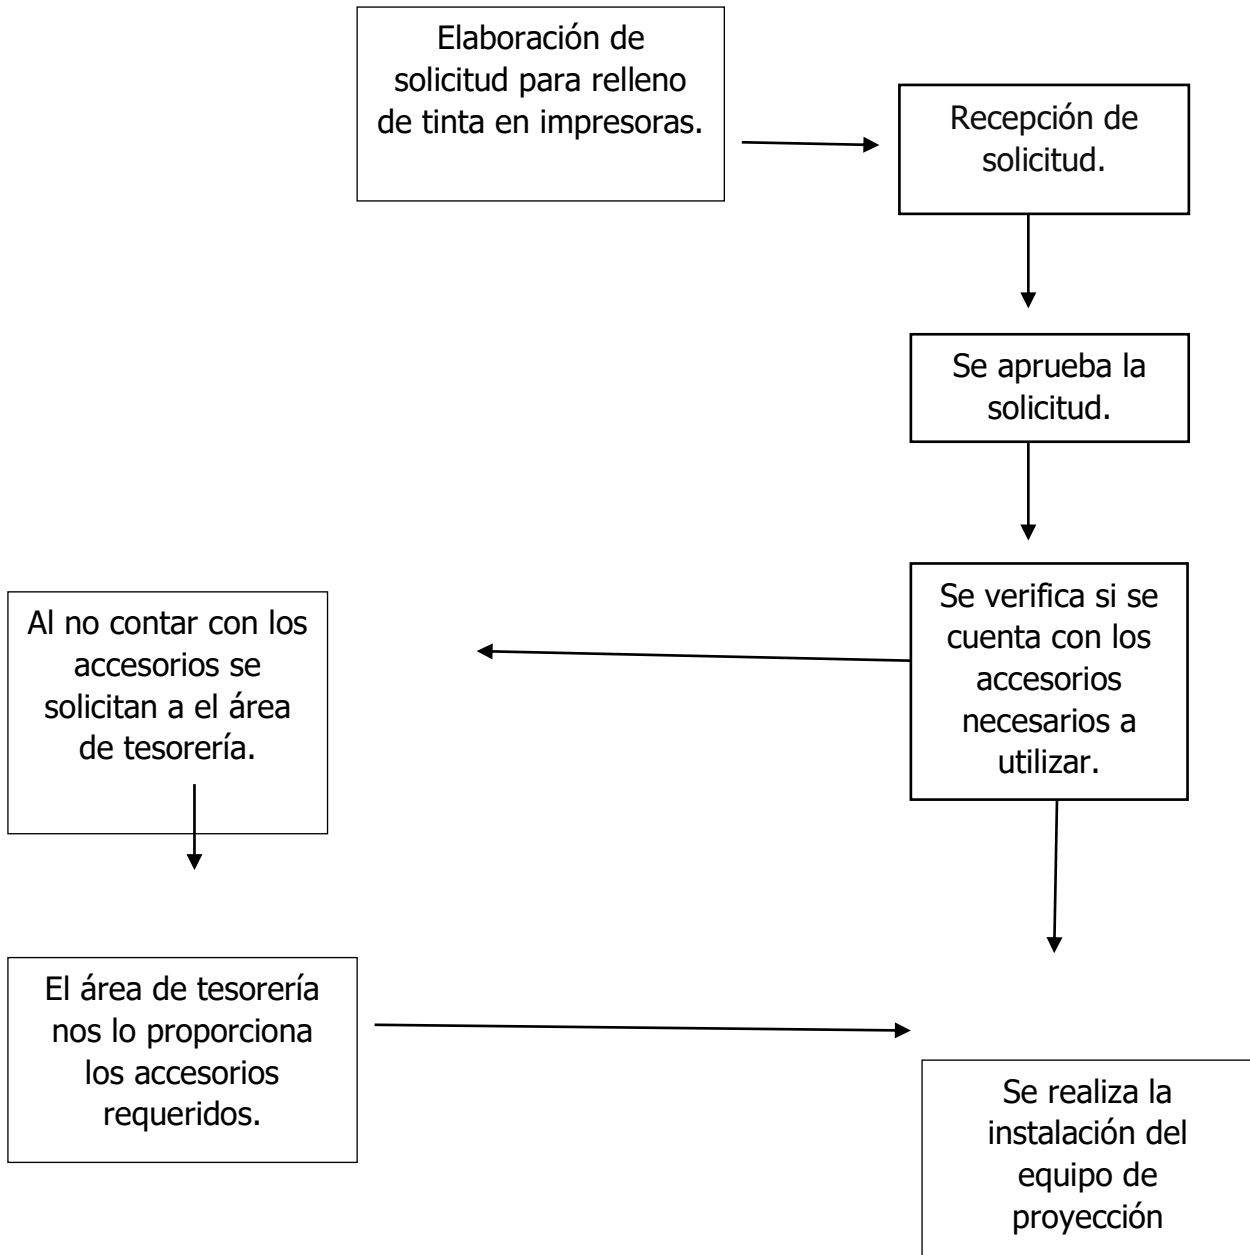 Elaboración de
solicitud para relleno
de tinta en impresoras.
Recepción de
solicitud.
Se aprueba la
solicitud.
Se verifica si se
cuenta con los
accesorios
necesarios a
utilizar.
Al no contar con los
accesorios se
solicitan a el área
de tesorería.
El área de tesorería
nos lo proporciona
los accesorios
requeridos.
Se realiza la
instalación del
equipo de
proyección